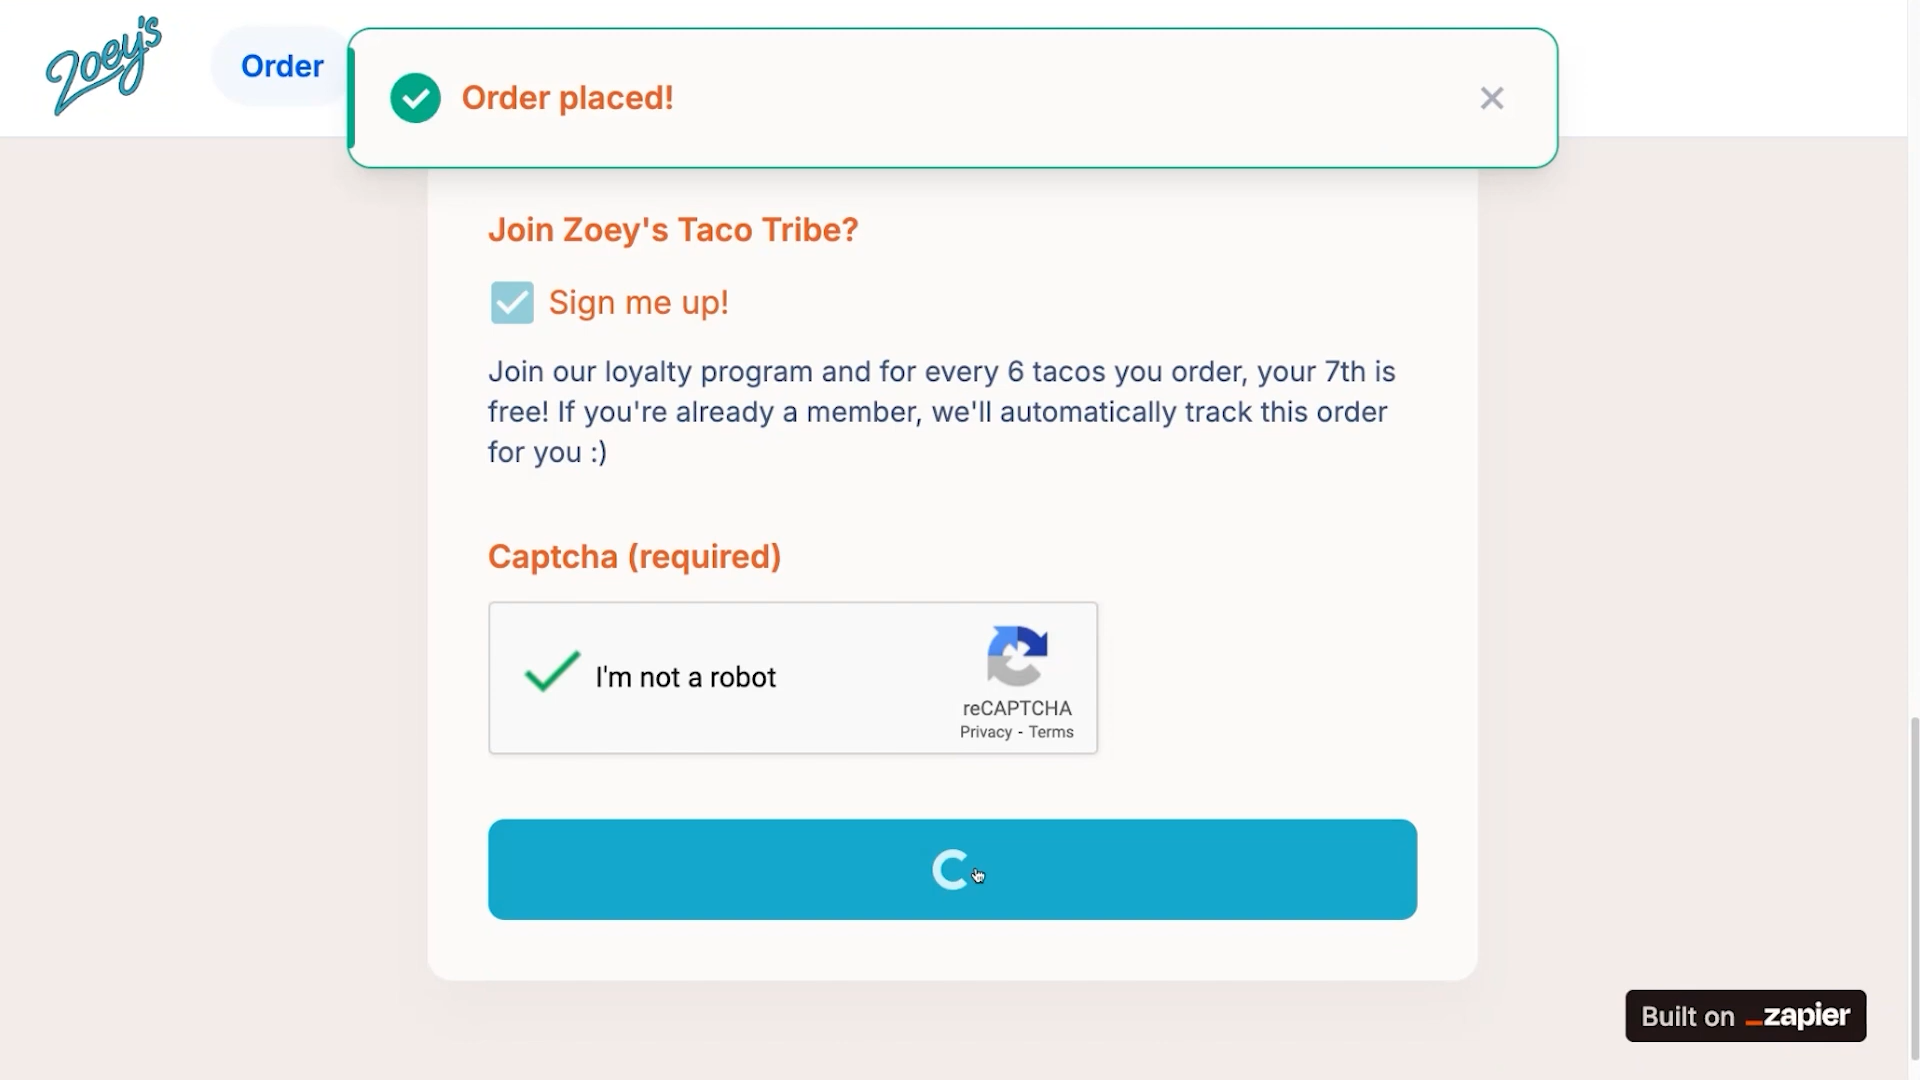 Zoey's
Order
Order placed!
Join Zoey's Taco Tribe?
Sign me up!
Join our loyalty program and for every 6 tacos you order, your 7th is
free! If you're already a member, we'll automatically track this order
for you :)
Captcha (required)
I'm not a robot
reCAPTCHA
Privacy - Terms
Built on _zapier